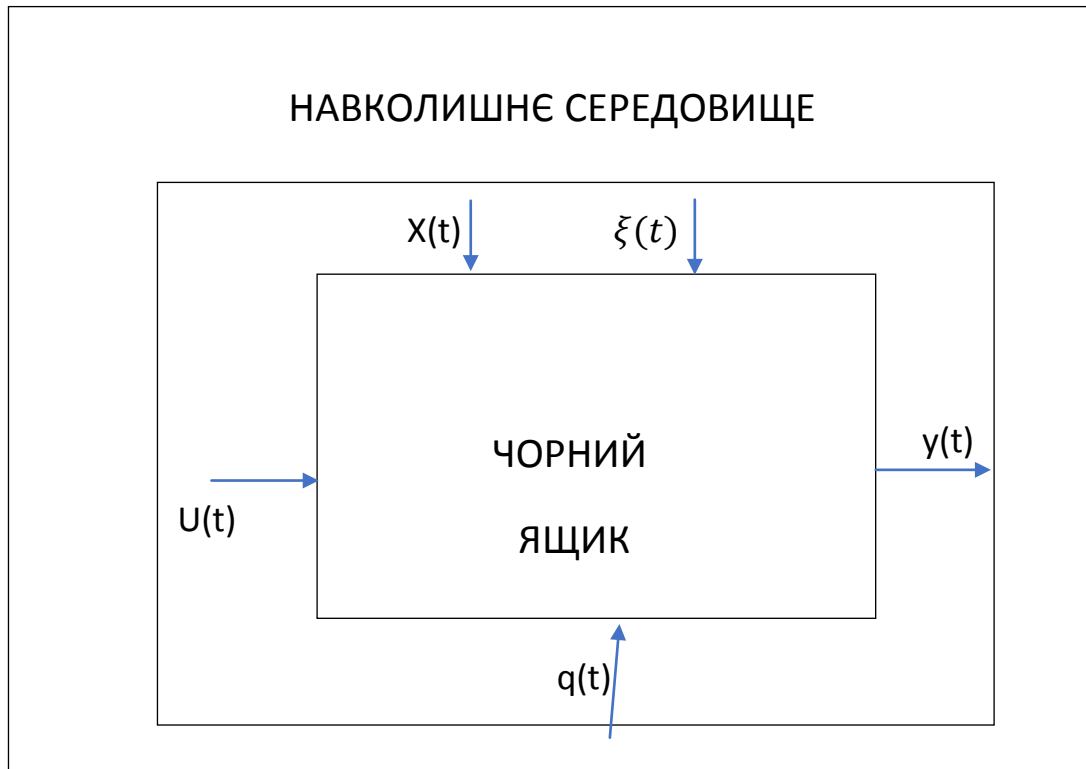 НАВКОЛИШНЄ СЕРЕДОВИЩЕ
X(t)
ξ(t)
ЧОРНИЙ
y(t)
U(t)
ЯЩИК
q(t)